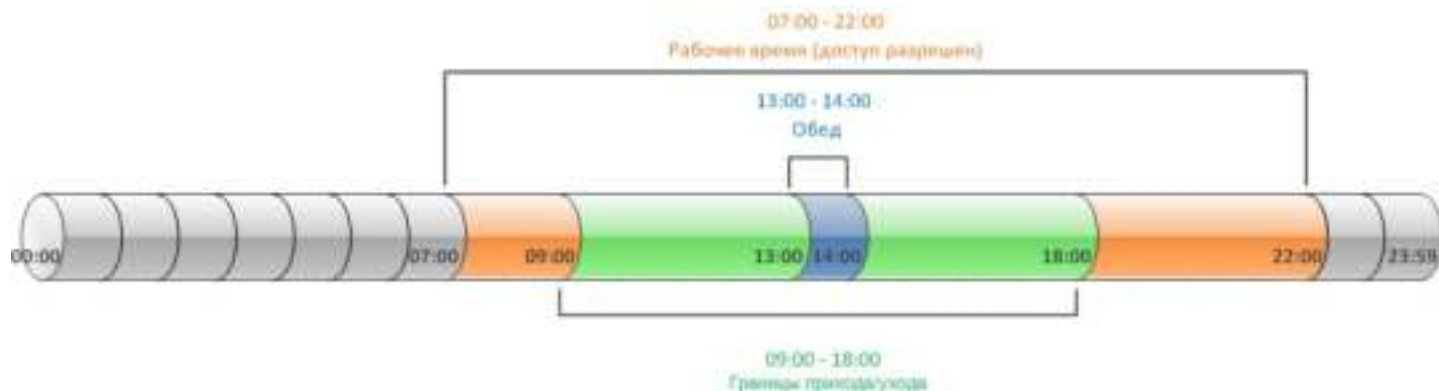 07:00 - 22:00
Рабочее время (доступ разрешен)
13:00 - 14:00
Обед
00:00 07:00 09:00 13:00 14:00 18:00 22:00 23:59
09:00 - 18:00
Границы прихода/ухода